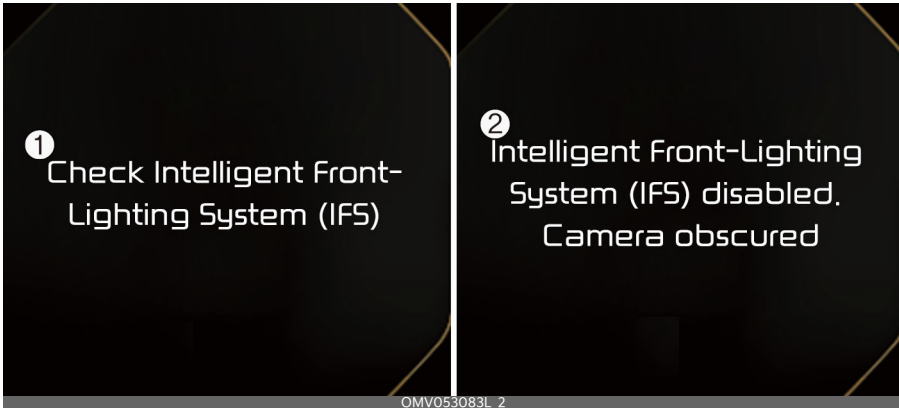 1
Check Intelligent Front-
Lighting System (IFS)
2
Intelligent Front-Lighting
System (IFS) disabled.
Camera obscured
OMV053083L_2